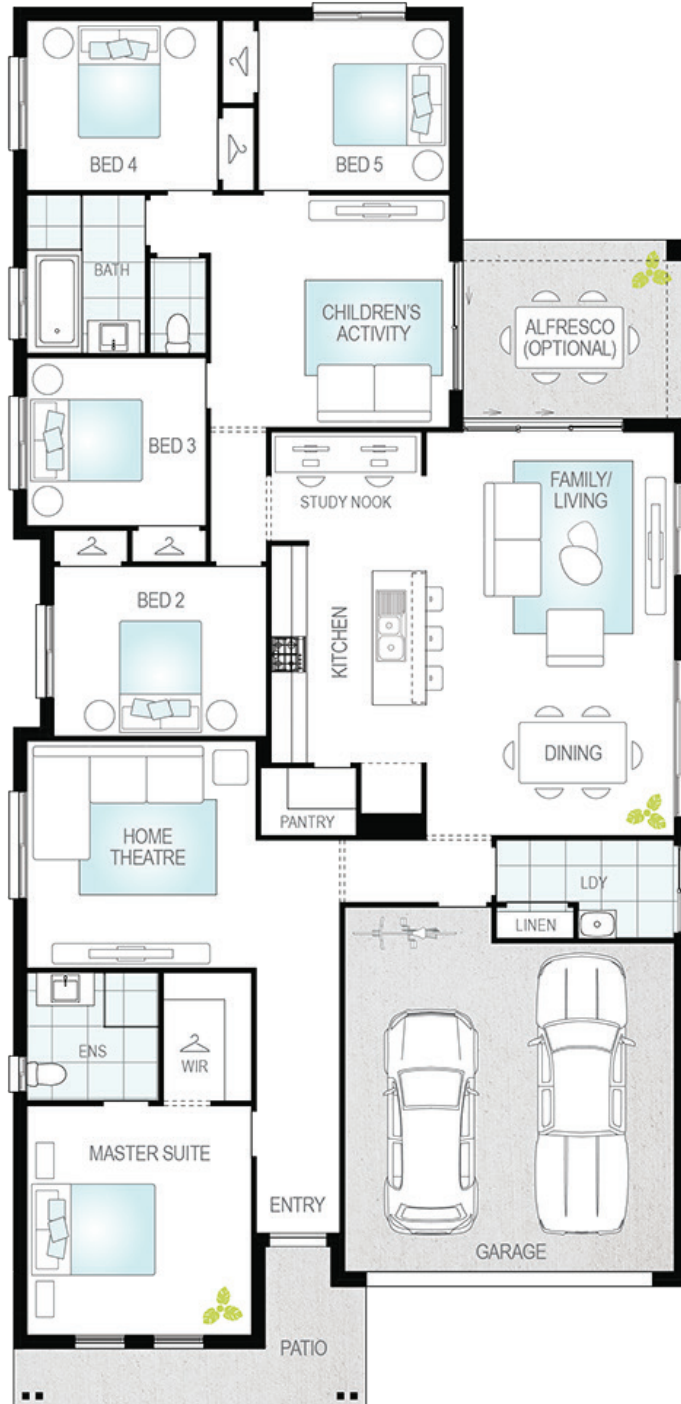 BED 4
BED 5
BATH
CHILDREN'S
ACTIVITY
ALFRESCO
(OPTIONAL)
BED 3
STUDY NOOK
FAMILY/
LIVING
BED 2
KITCHEN
DINING
PANTRY
HOME
THEATRE
LDY
LINEN
ENS
WIR
MASTER SUITE
ENTRY
GARAGE
PATIO